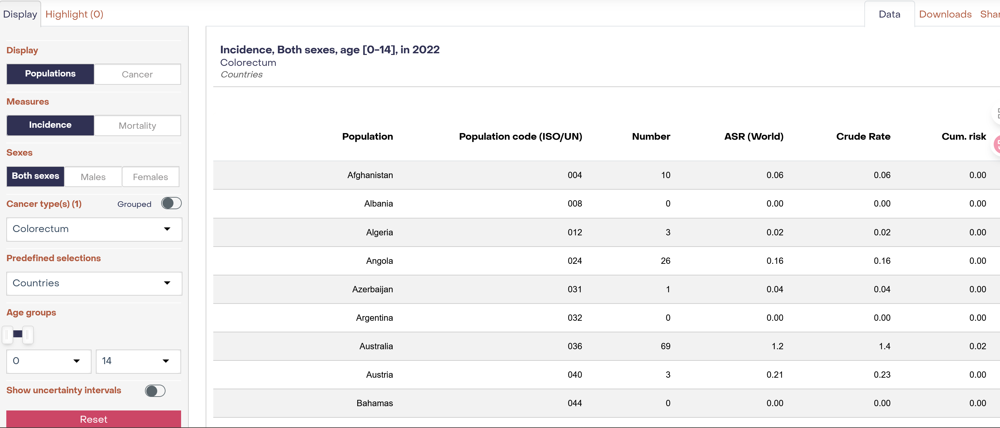 Display Highlight (0) Data Downloads
Display
Populations Cancer
Measures
Incidence Mortality
Sexes
Both sexes Males Females
Cancer type(s) (1) Grouped
Colorectum
Predefined selections
Countries
Age groups
0 14
Show uncertainty intervals
Reset
Incidence, Both sexes, age [0-14], in 2022
Colorectum
Countries
Population Population code (ISO/UN) Number ASR (World) Crude Rate Cum. risk
Afghanistan 004 10 0.06 0.06 0.00
Albania 008 0 0.00 0.00 0.00
Algeria 012 3 0.02 0.02 0.00
Angola 024 26 0.16 0.16 0.00
Azerbaijan 031 1 0.04 0.04 0.00
Argentina 032 0 0.00 0.00 0.00
Australia 036 69 1.2 1.4 0.02
Austria 040 3 0.21 0.23 0.00
Bahamas 044 0 0.00 0.00 0.00